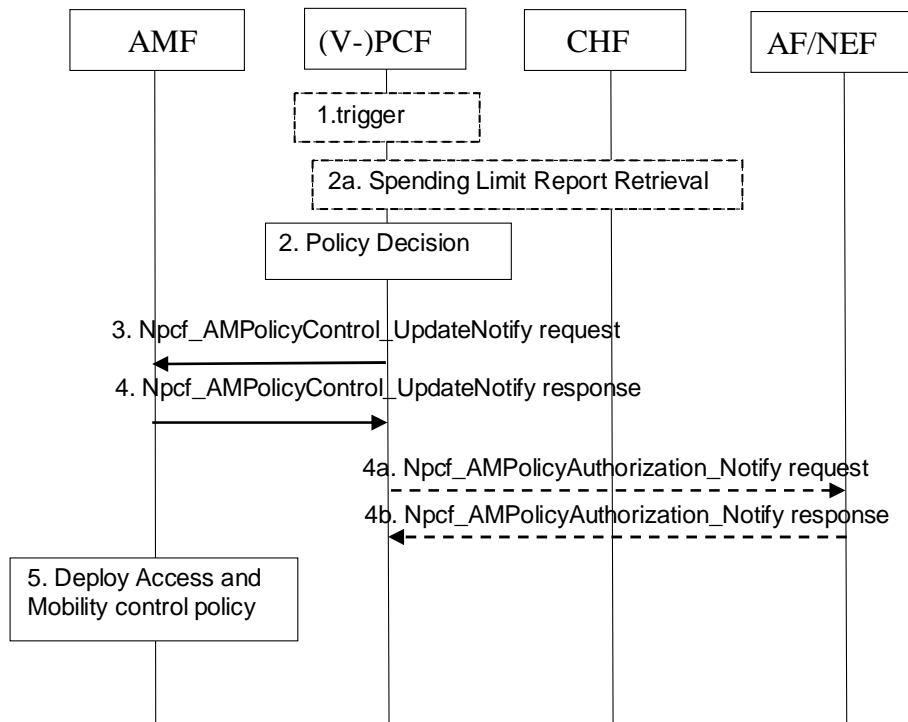 AMF
(V-)PCF
CHF
AF/NEF
1.trigger
2a. Spending Limit Report Retrieval
2. Policy Decision
3. Npcf_AMPolicyControl_UpdateNotify request
4. Npcf_AMPolicyControl_UpdateNotify response
4a. Npcf_AMPolicyAuthorization_Notify request
4b. Npcf_AMPolicyAuthorization_Notify response
5. Deploy Access and
Mobility control policy